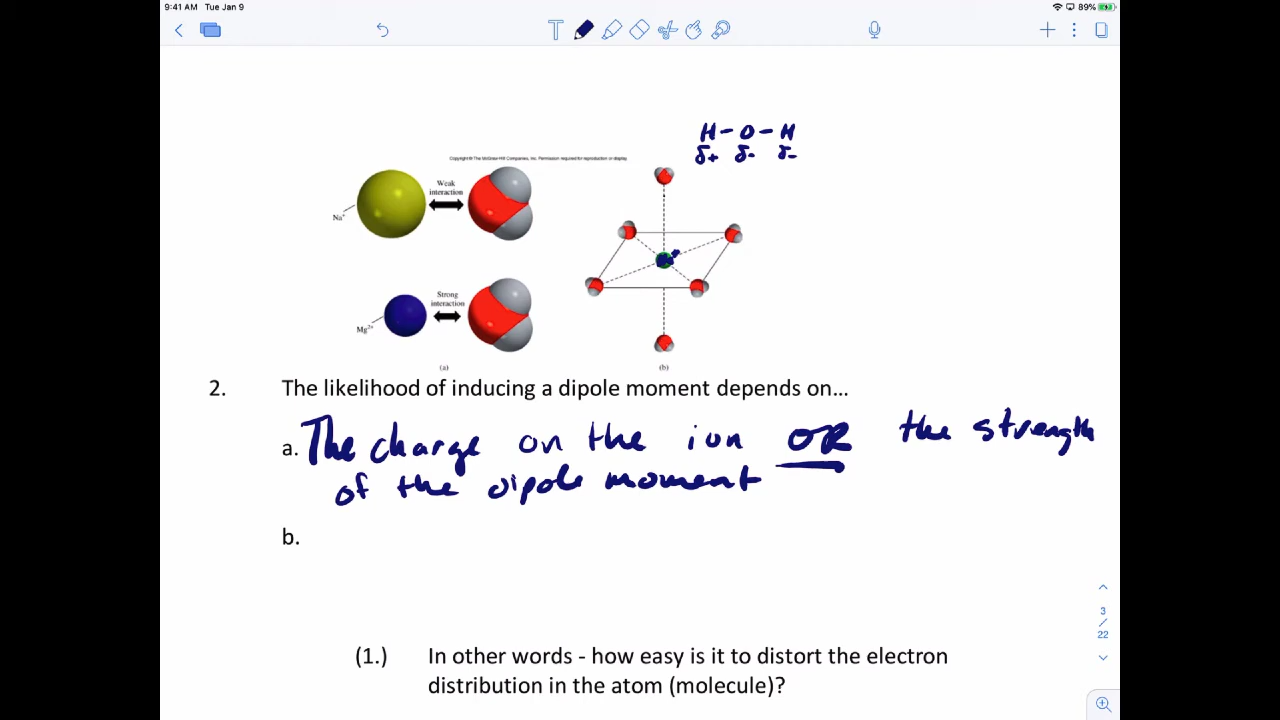 9:41 AM Tue Jan 9
89%
T
H - O - H
δ+ δ- δ-
Copyright © The McGraw-Hill Companies, Inc. Permission required for reproduction or display.
Weak
interaction
Na+
Strong
interaction
Mg2+
(a)
(b)
2. The likelihood of inducing a dipole moment depends on…
a. The charge on the ion OR the strength
of the dipole moment
b.
3
/
22
(1.) In other words - how easy is it to distort the electron
distribution in the atom (molecule)?